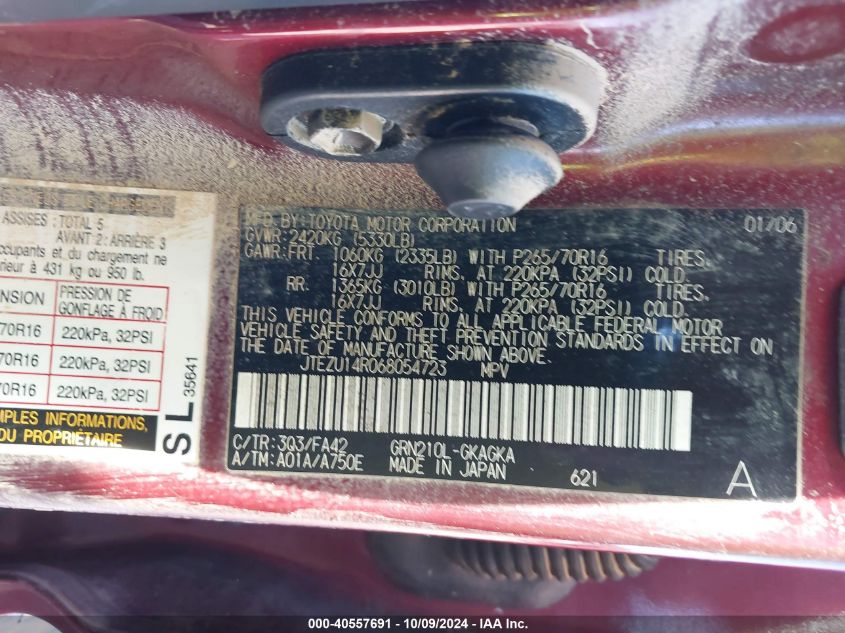 ASSISES: TOTAL 5
AVANT 2: ARRIÈRE 3
occupants et du chargement ne
431 kg ou 950 lb.
PRESSION DE
GONFLAGE À FROID
70R16 220kPa, 32PSI
70R16 220kPa, 32PSI
70R16 220kPa, 32PSI
INFORMATIONS,
DU PROPRIÉTAIRE
SL 35641
MFD. BY: TOYOTA MOTOR CORPORATION 01/06
GVWR: 2420KG (5330LB)
GAWR: FRT. 1060KG (2335LB) WITH P265/70R16 TIRES.
16X7JJ RIMS, AT 220KPA (32PSI) COLD.
RR. 1365KG (3010LB) WITH P265/70R16 TIRES.
16X7JJ RIMS, AT 220KPA (32PSI) COLD.
THIS VEHICLE CONFORMS TO ALL APPLICABLE FEDERAL MOTOR
VEHICLE SAFETY AND THEFT PREVENTION STANDARDS IN EFFECT ON
THE DATE OF MANUFACTURE SHOWN ABOVE.
JTEZU14R068054723 MPV
C/TR: 3Q3/FA42 GRN210L-GKAGKA
A/TM: A01A/A750E MADE IN JAPAN 621 A
000-40557691 - 10/09/2024 - IAA Inc.